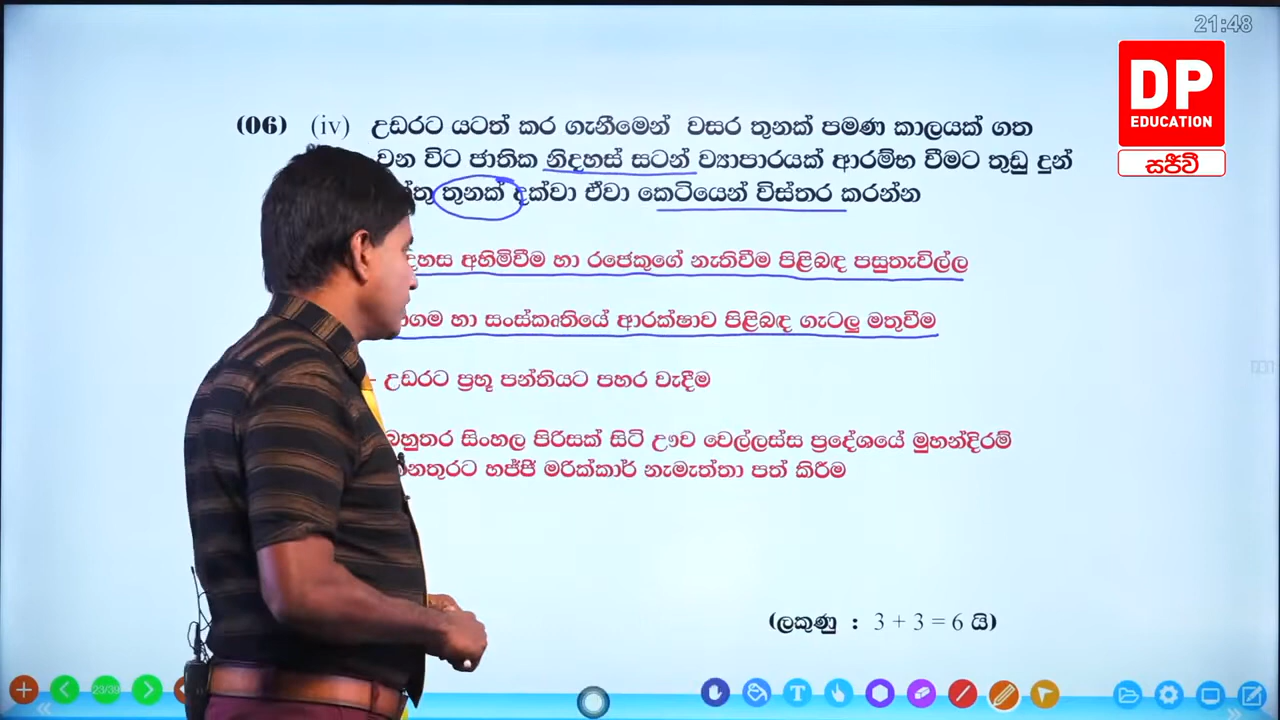 21:48
DP
EDUCATION
සජීවී
(06) (iv) උඩරට යටත් කර ගැනීමෙන් වසර තුනක් පමණ කාලයක් ගත
වන විට ජාතික නිදහස් සටන් ව්‍යාපාරයක් ආරම්භ වීමට තුඩු දුන්
තුනක් දක්වා ඒවා කෙටියෙන් විස්තර කරන්න
අහිමිවීම හා රජෙකුගේ නැතිවීම පිළිබඳ පසුතැවිල්ල
හා සංස්කෘතියේ ආරක්ෂාව පිළිබඳ ගැටලු මතුවීම
- උඩරට ප්‍රභූ පන්තියට පහර වැදීම
බහුතර සිංහල පිරිසක් සිටි ඌව වෙල්ලස්ස ප්‍රදේශයේ මුහන්දිරම්
හජ්ජි මරික්කාර් නැමැත්තා පත් කිරීම
(ලකුණු : 3 + 3 = 6 යි)
23/39